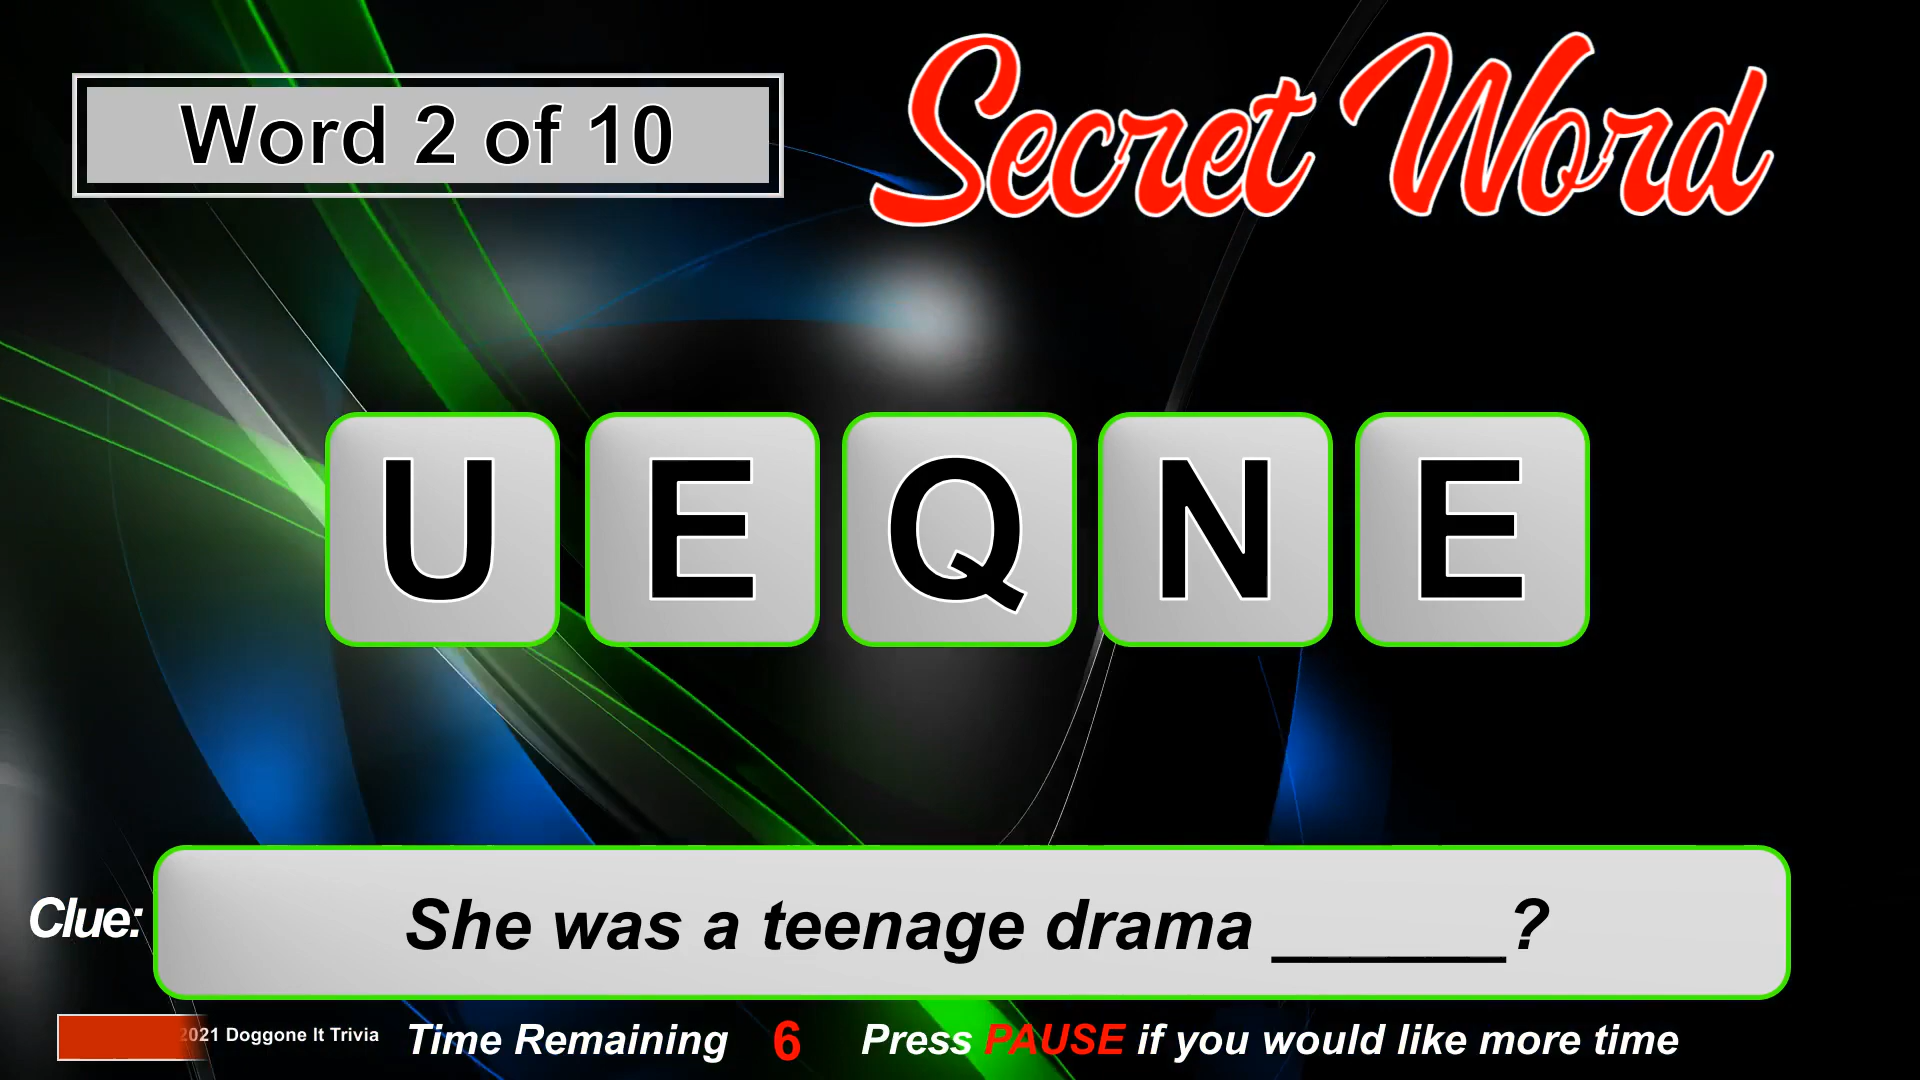 Word 2 of 10
Secret Word
U E Q N E
Clue:
She was a teenage drama ______?
2021 Doggone It Trivia
Time Remaining 6
Press PAUSE if you would like more time